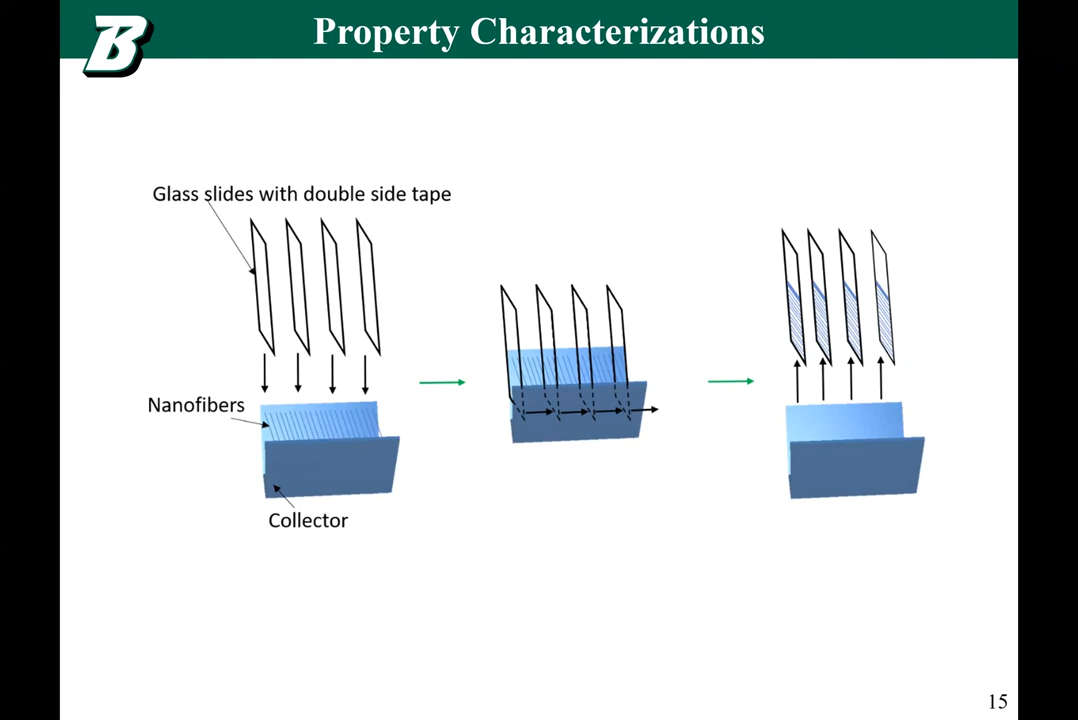 B
Property Characterizations
Glass slides with double side tape
Nanofibers
Collector
15